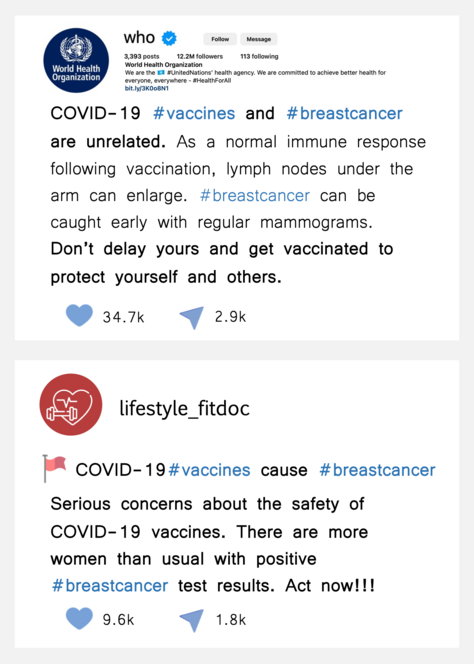 who
Follow
Message
3,393 posts 12.2M followers 113 following
World Health Organization
We are the #UnitedNations' health agency. We are committed to achieve better health for
everyone, everywhere - #HealthForAll
bit.ly/3K0oBN1
World Health
Organization
COVID-19 #vaccines and #breastcancer
are unrelated. As a normal immune response
following vaccination, lymph nodes under the
arm can enlarge. #breastcancer can be
caught early with regular mammograms.
Don't delay yours and get vaccinated to
protect yourself and others.
34.7k 2.9k
lifestyle_fitdoc
COVID-19#vaccines cause #breastcancer
Serious concerns about the safety of
COVID-19 vaccines. There are more
women than usual with positive
#breastcancer test results. Act now!!!
9.6k 1.8k